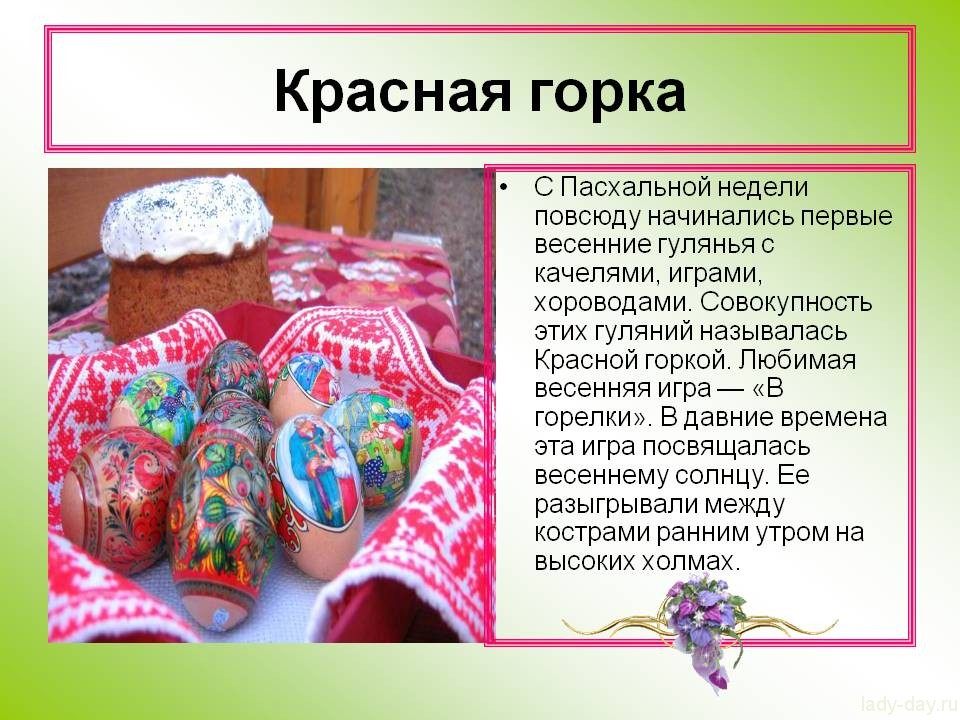 Красная горка
• С Пасхальной недели
повсюду начинались первые
весенние гулянья с
качелями, играми,
хороводами. Совокупность
этих гуляний называлась
Красной горкой. Любимая
весенняя игра — «В
горелки». В давние времена
эта игра посвящалась
весеннему солнцу. Ее
разыгрывали между
кострами ранним утром на
высоких холмах.
lady-day.ru